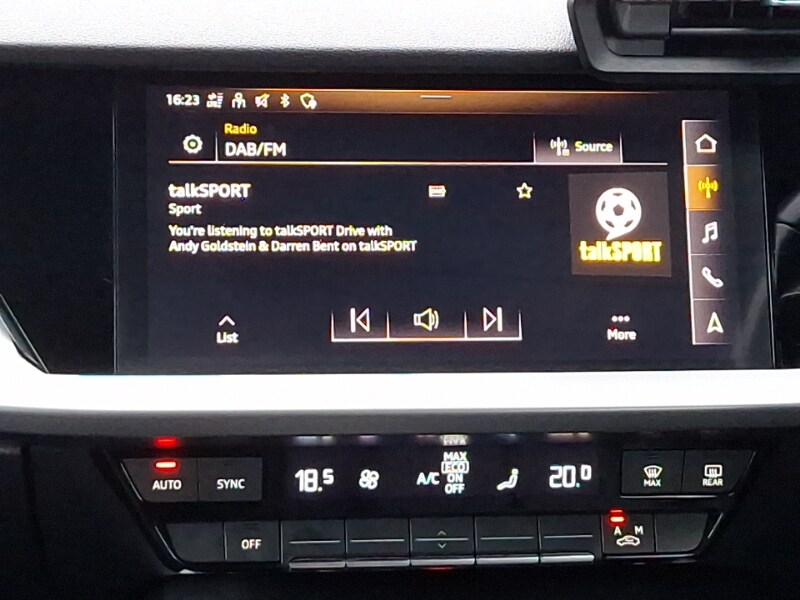 16:23
Radio
DAB/FM
Source
talkSPORT
Sport
You're listening to talkSPORT Drive with
Andy Goldstein & Darren Bent on talkSPORT
talkSPORT
List
More
AUTO
SYNC
18.5
A/C
MAX
ECO
ON
OFF
20.0
MAX
REAR
OFF
A M